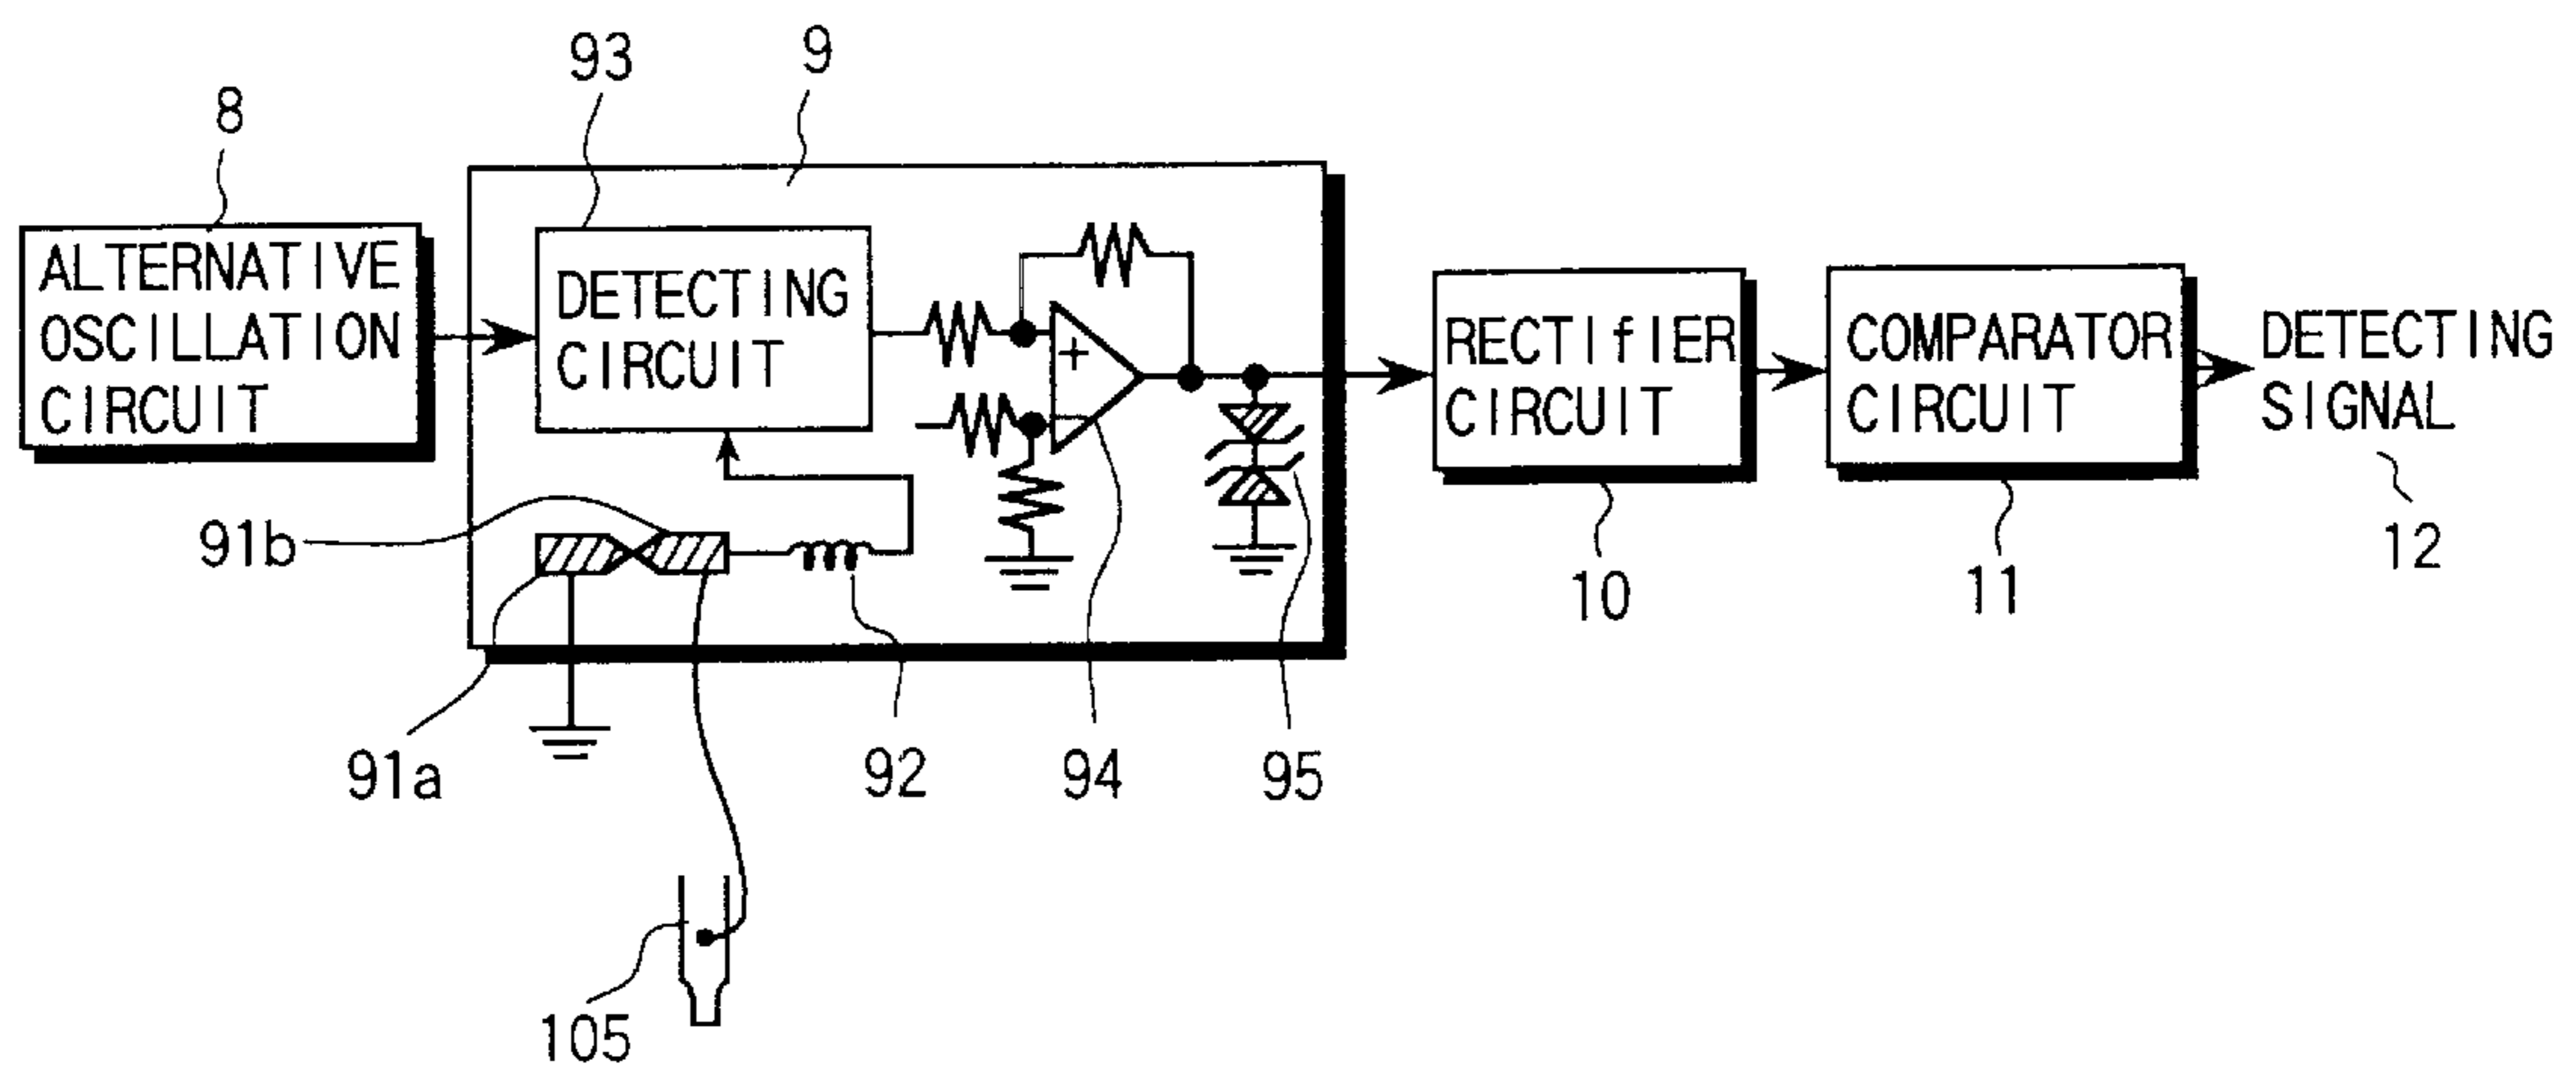 93
9
8
ALTERNATIVE
OSCILLATION
CIRCUIT
DETECTING
CIRCUIT
+
RECTIfIER
CIRCUIT
COMPARATOR
CIRCUIT
DETECTING
SIGNAL
91b
12
10
11
91a
92
94
95
105